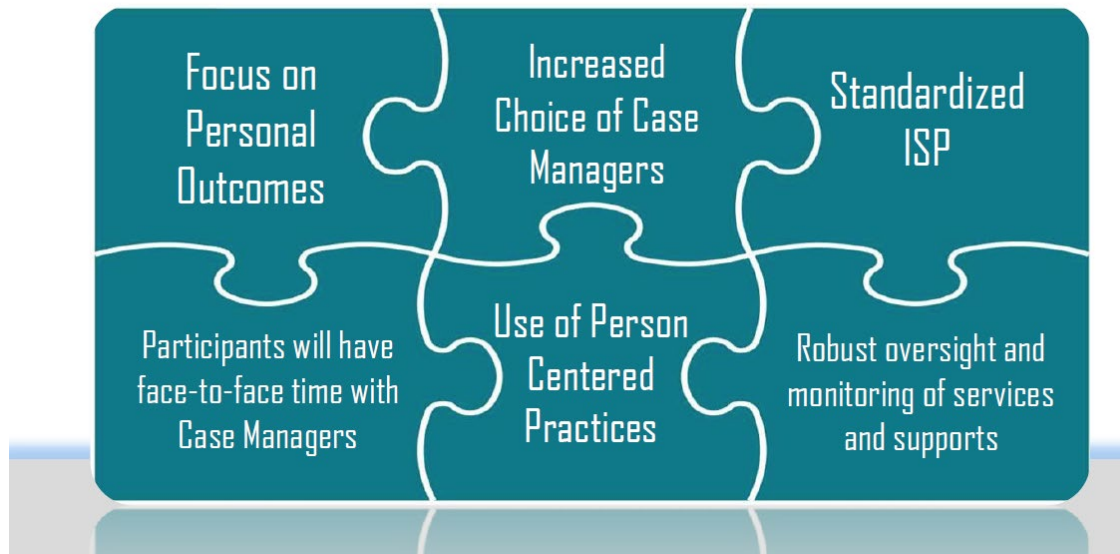 Focus on
Personal
Outcomes
Increased
Choice of Case
Managers
Standardized
ISP
Participants will have
face-to-face time with
Case Managers
Use of Person
Centered
Practices
Robust oversight and
monitoring of services
and supports